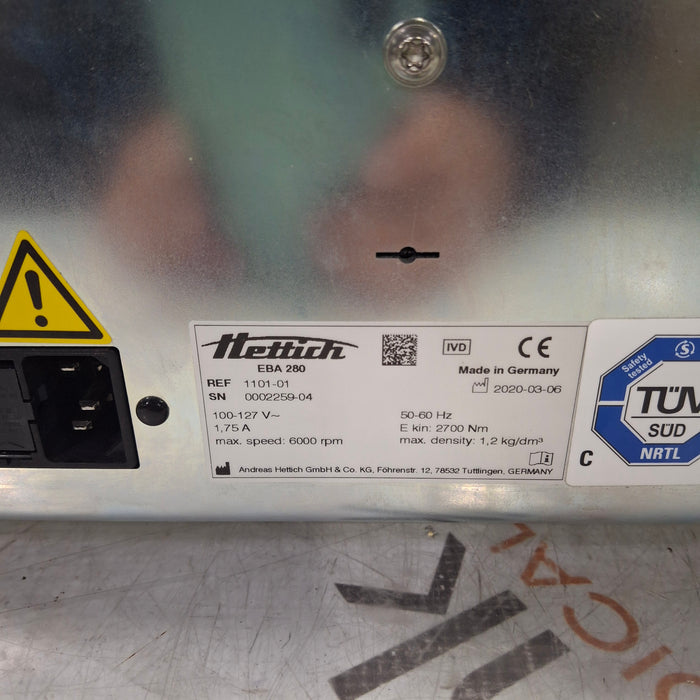 Hettich
EBA 280
IVD
CE
REF 1101-01
Made in Germany
SN 0002259-04
2020-03-06
100-127 V~
50-60 Hz
1,75 A
E kin: 2700 Nm
max. speed: 6000 rpm
max. density: 1,2 kg/dm³
Andreas Hettich GmbH & Co. KG, Föhrenstr. 12, 78532 Tuttlingen, GERMANY
Safety
tested
S
TÜV
SÜD
NRTL
C